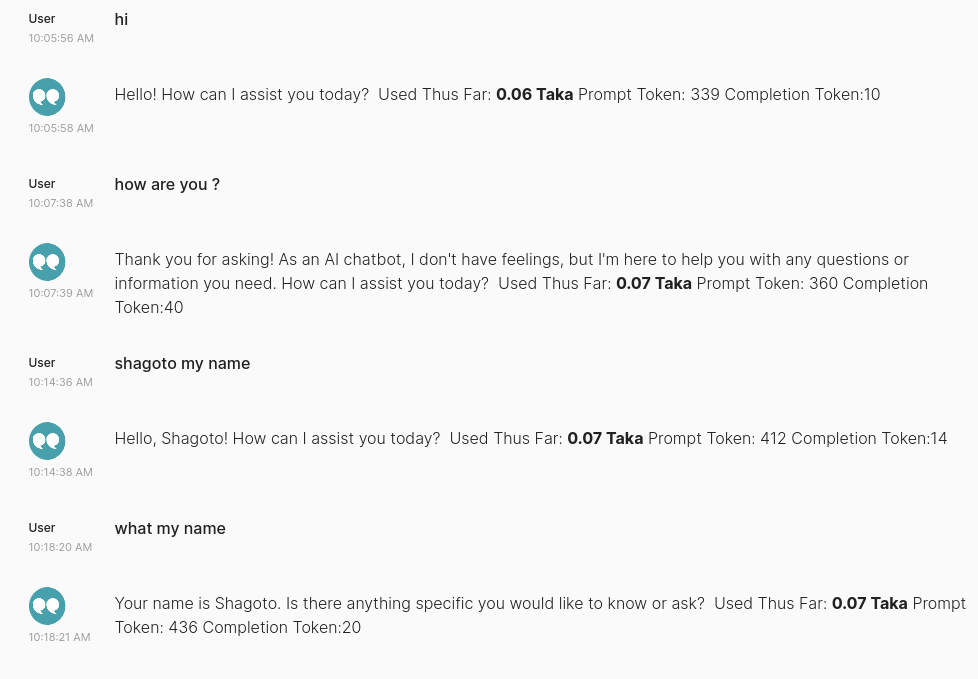 User
hi
10:05:56 AM
Hello! How can I assist you today?  Used Thus Far: 0.06 Taka Prompt Token: 339 Completion Token:10
10:05:58 AM
User
how are you ?
10:07:38 AM
Thank you for asking! As an AI chatbot, I don't have feelings, but I'm here to help you with any questions or
information you need. How can I assist you today?  Used Thus Far: 0.07 Taka Prompt Token: 360 Completion
Token:40
10:07:39 AM
User
shagoto my name
10:14:36 AM
Hello, Shagoto! How can I assist you today?  Used Thus Far: 0.07 Taka Prompt Token: 412 Completion Token:14
10:14:38 AM
User
what my name
10:18:20 AM
Your name is Shagoto. Is there anything specific you would like to know or ask?  Used Thus Far: 0.07 Taka Prompt
Token: 436 Completion Token:20
10:18:21 AM